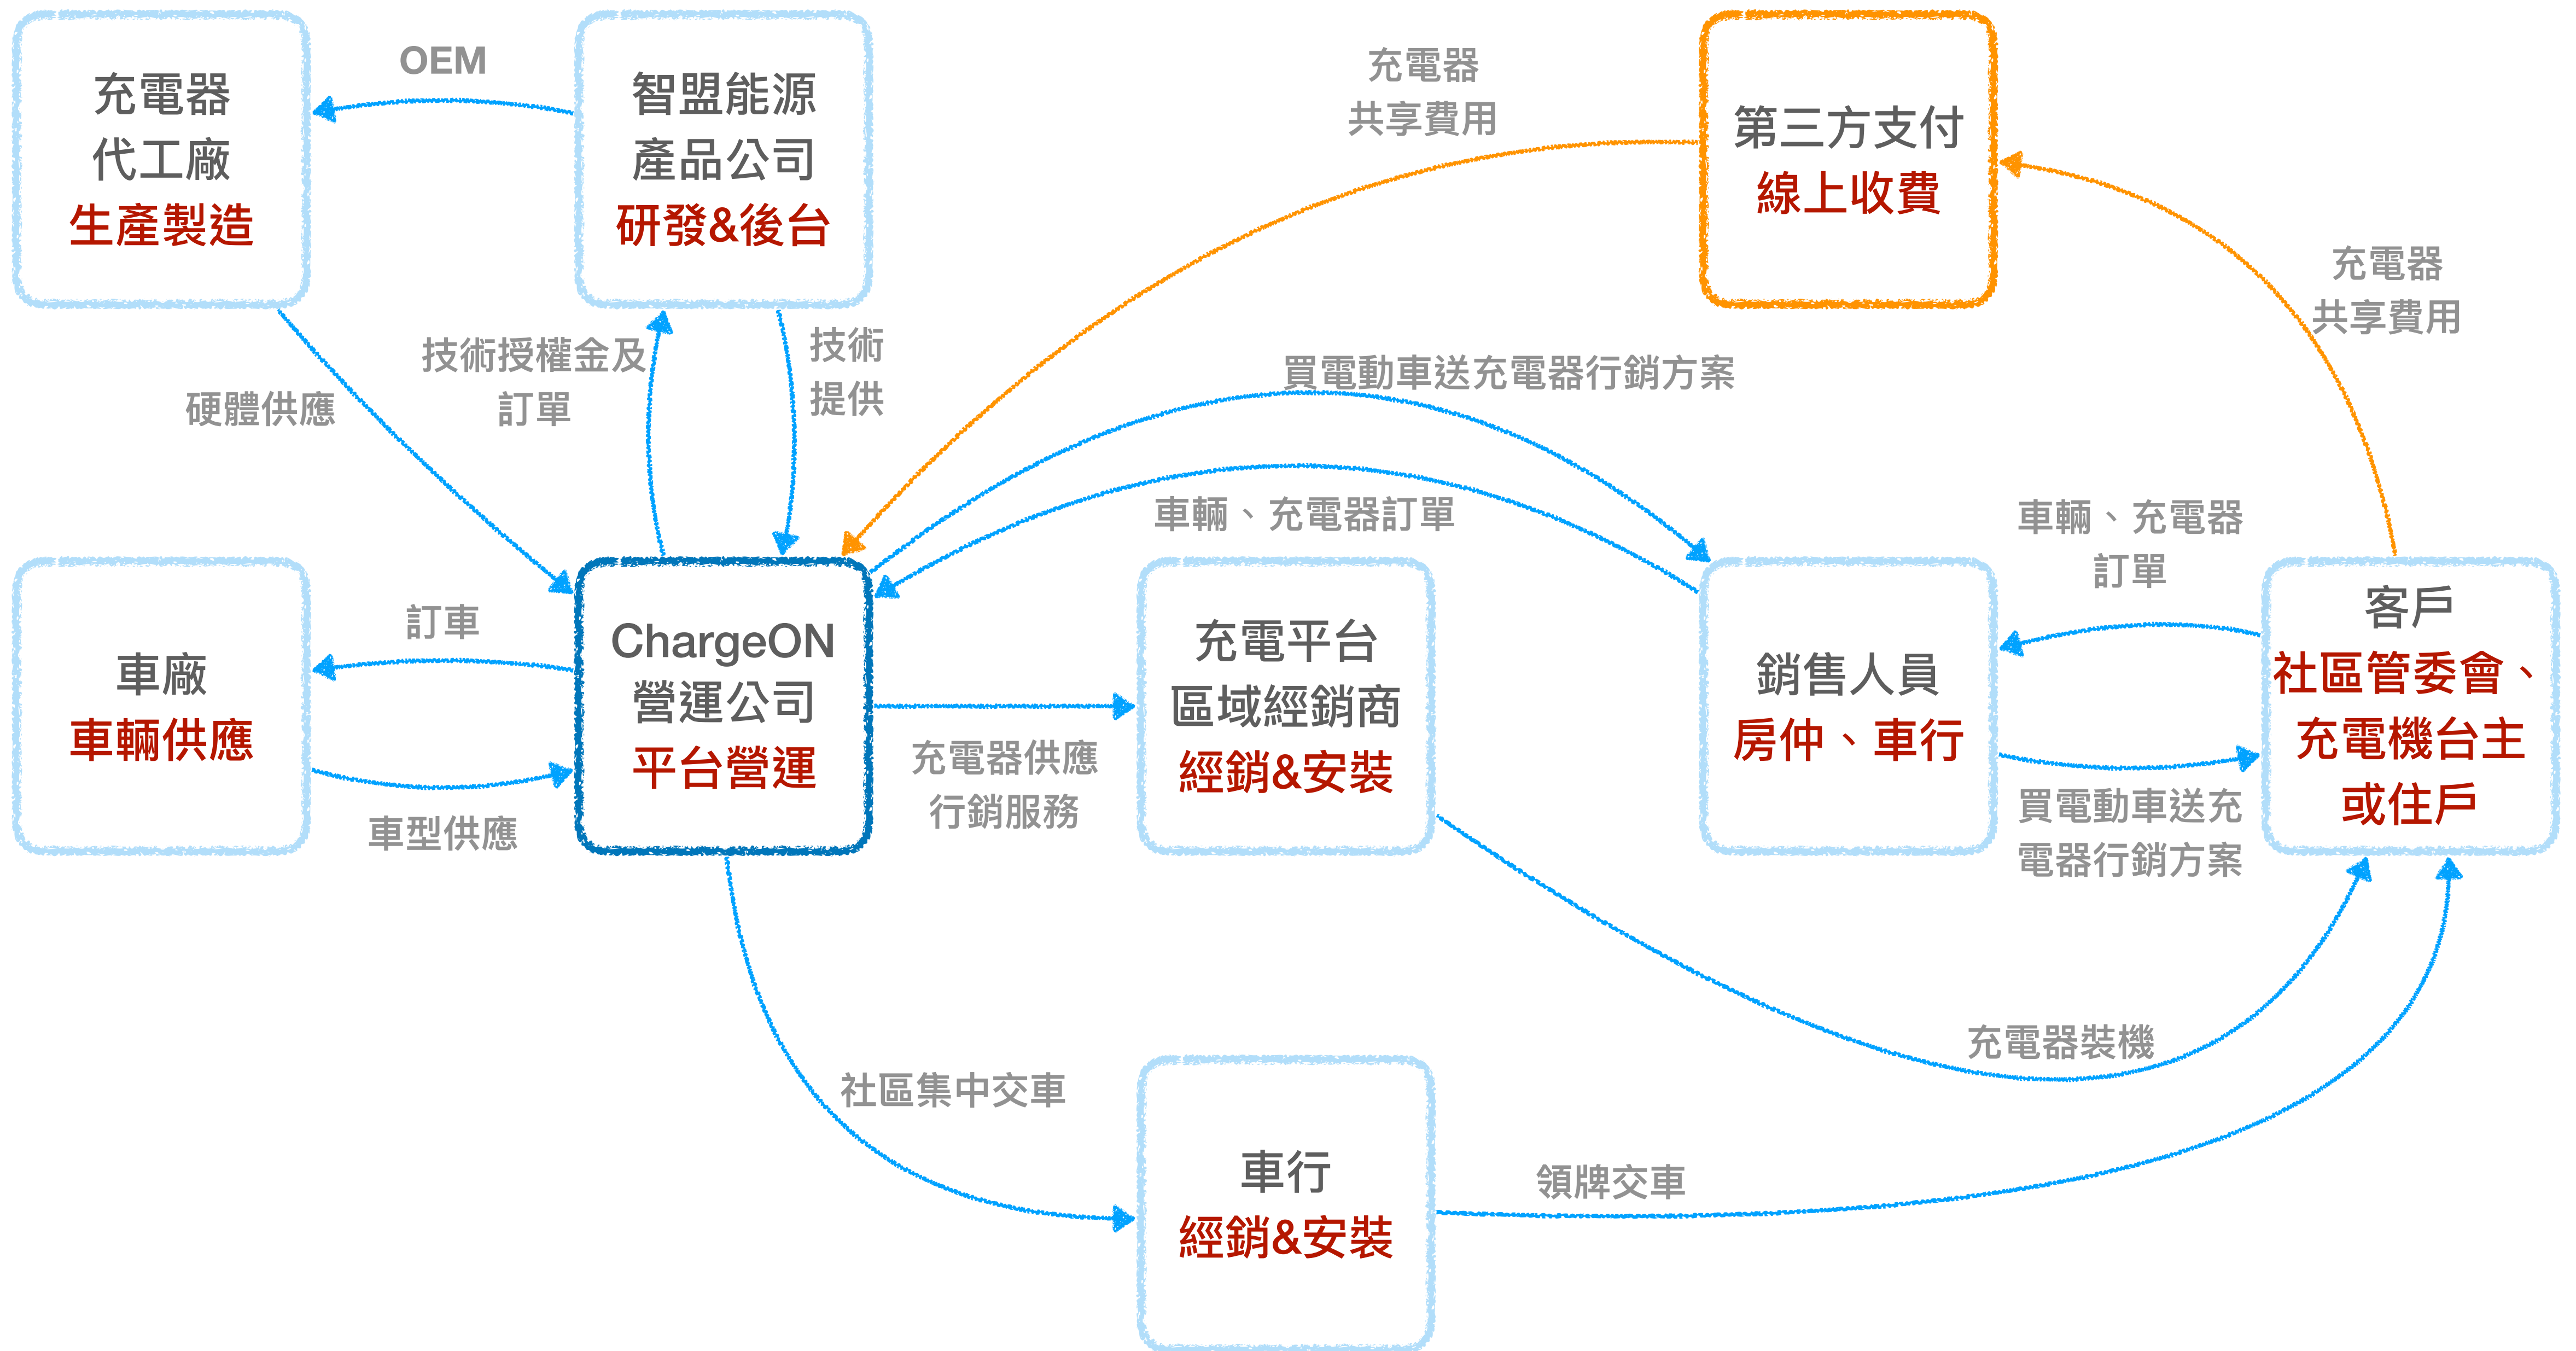 充電器
代工廠
生產製造
OEM
智盟能源
產品公司
研發&後台
充電器
共享費用
第三方支付
線上收費
充電器
共享費用
硬體供應
技術授權金及
訂單
技術
提供
買電動車送充電器行銷方案
車輛、充電器訂單
車廠
車輛供應
訂車
車型供應
ChargeON
營運公司
平台營運
充電器供應
行銷服務
充電平台
區域經銷商
經銷&安裝
銷售人員
房仲、車行
車輛、充電器
訂單
買電動車送充
電器行銷方案
客戶
社區管委會、
充電機台主
或住戶
社區集中交車
充電器裝機
車行
經銷&安裝
領牌交車